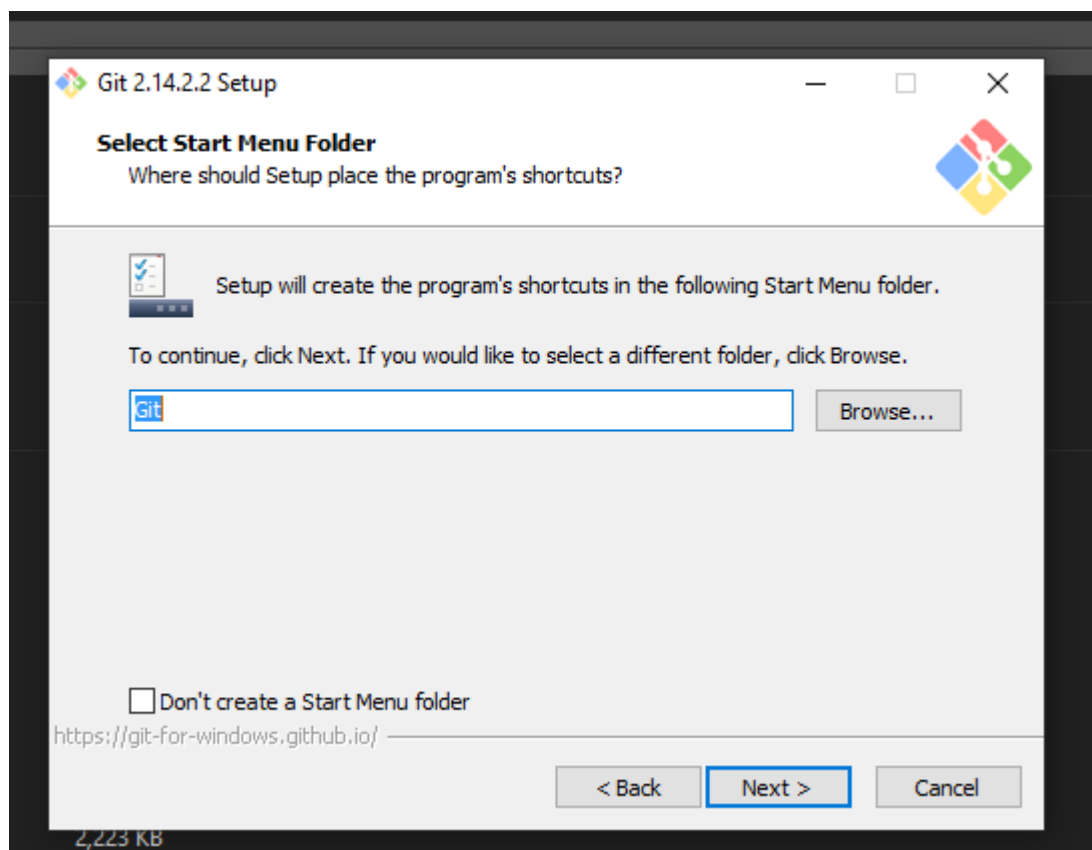 Git 2.14.2.2 Setup
Select Start Menu Folder
Where should Setup place the program's shortcuts?
Setup will create the program's shortcuts in the following Start Menu folder.
To continue, click Next. If you would like to select a different folder, click Browse.
Git
Browse...
Don't create a Start Menu folder
https://git-for-windows.github.io/
< Back
Next >
Cancel
2,223 KB